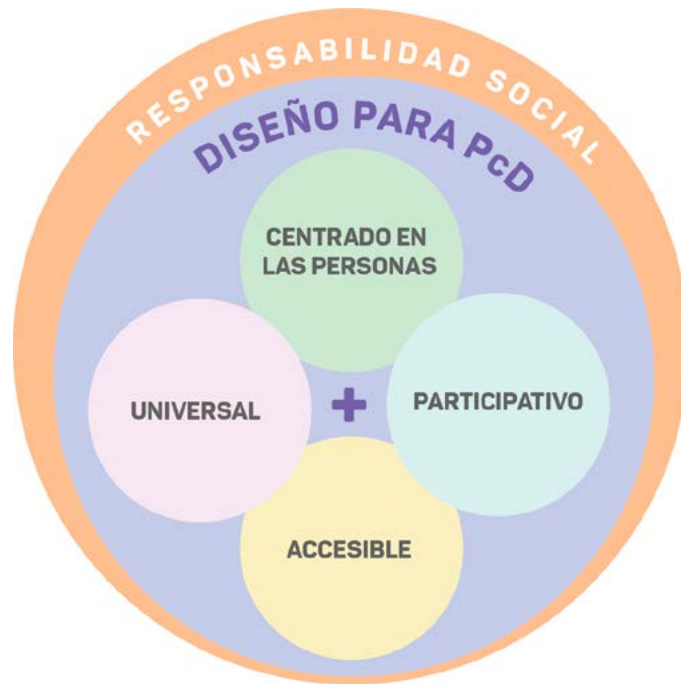 RESPONSABILIDAD SOCIAL
DISEÑO PARA PcD
CENTRADO EN
LAS PERSONAS
UNIVERSAL
+
PARTICIPATIVO
ACCESIBLE